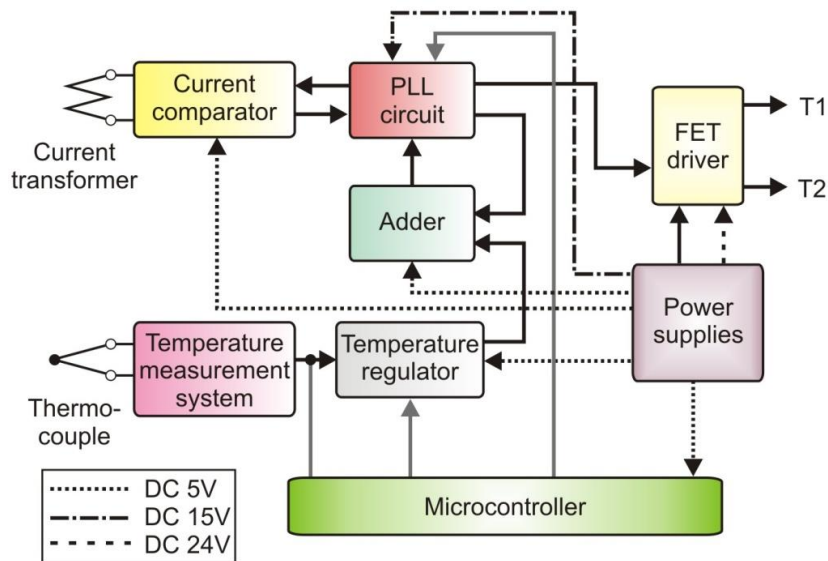 Current
comparator
PLL
circuit
FET
driver
T1
T2
Current
transformer
Adder
Power
supplies
Temperature
measurement
system
Temperature
regulator
Thermo-
couple
Microcontroller
DC 5V
DC 15V
DC 24V